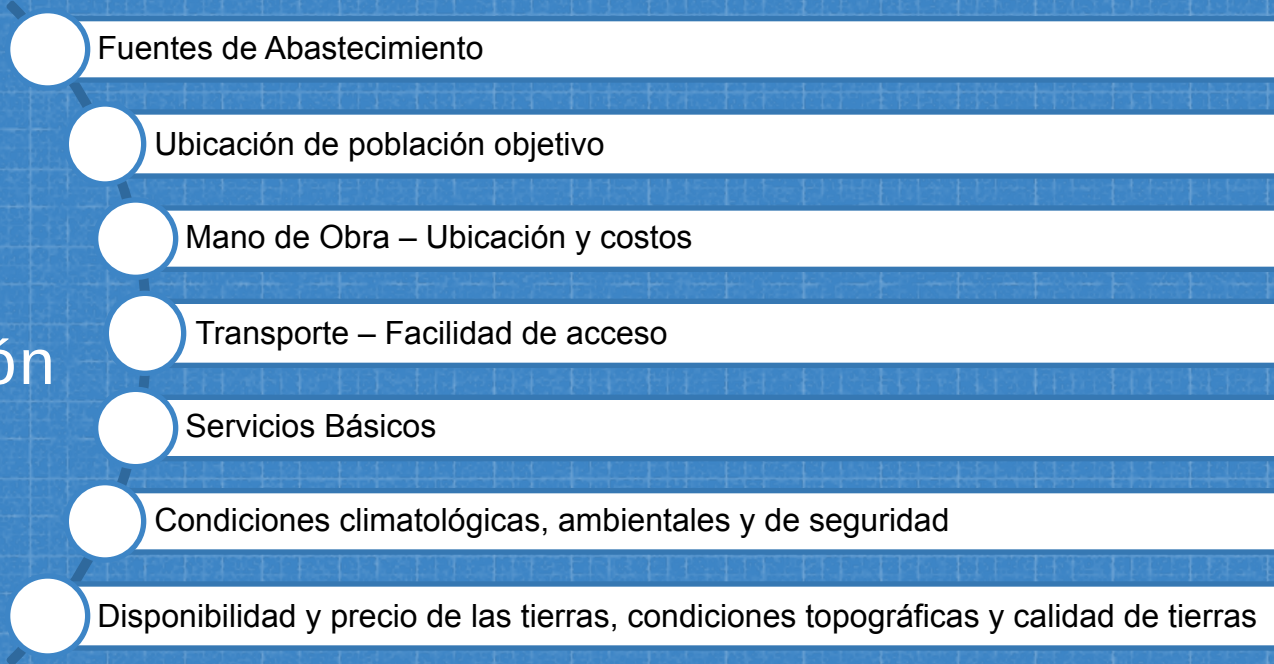 Fuentes de Abastecimiento
Ubicación de población objetivo
Mano de Obra – Ubicación y costos
Transporte – Facilidad de acceso
ón
Servicios Básicos
Condiciones climatológicas, ambientales y de seguridad
Disponibilidad y precio de las tierras, condiciones topográficas y calidad de tierras